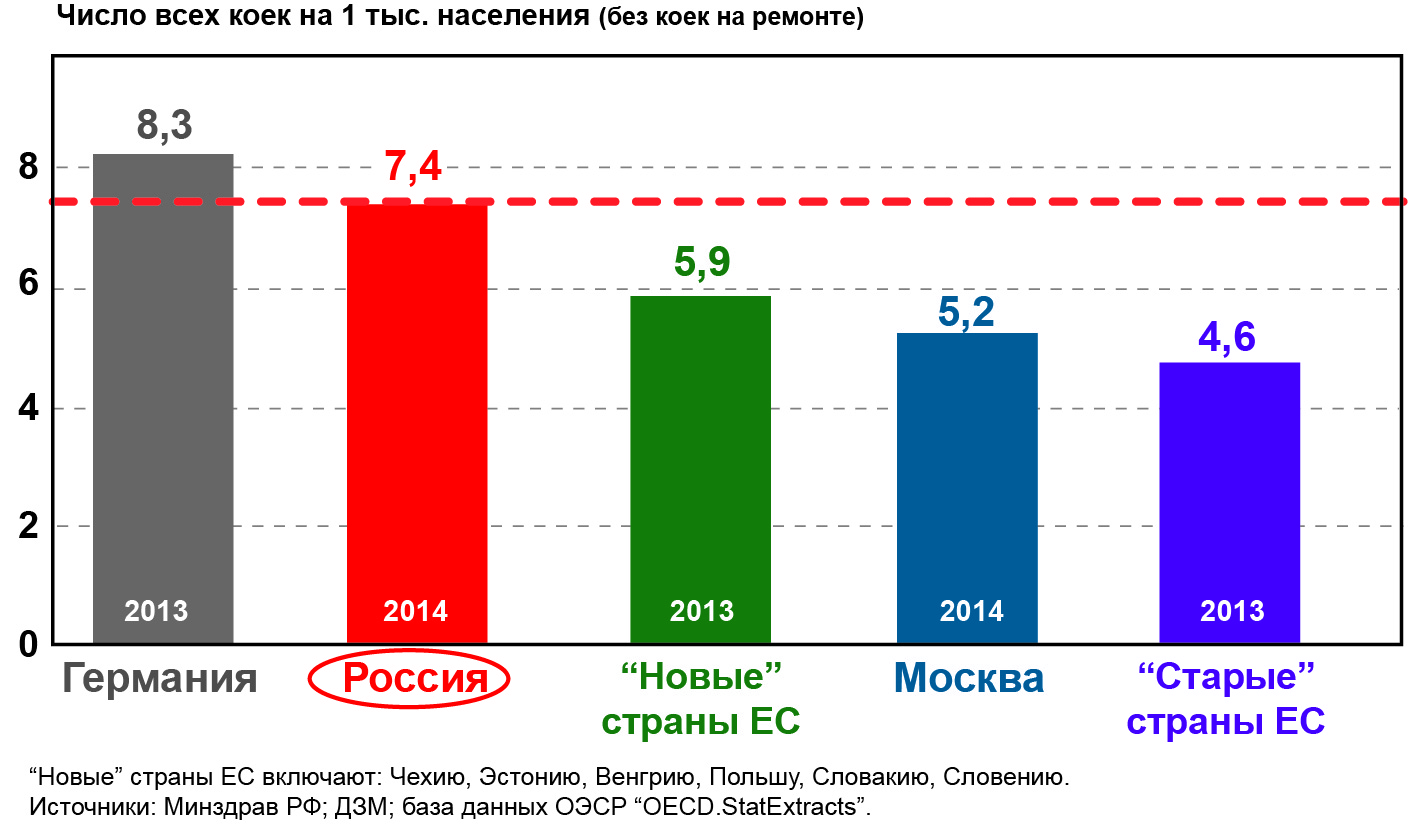 Число всех коек на 1 тыс. населения (без коек на ремонте)
8,3
8
7,4
6
5,9
5,2
4,6
4
2
2013
2014
2013
2014
2013
0
Германия
Россия
“Новые”
страны ЕС
Москва
“Старые”
страны ЕС
“Новые” страны ЕС включают: Чехию, Эстонию, Венгрию, Польшу, Словакию, Словению.
Источники: Минздрав РФ; ДЗМ; база данных ОЭСР “OECD.StatExtracts”.